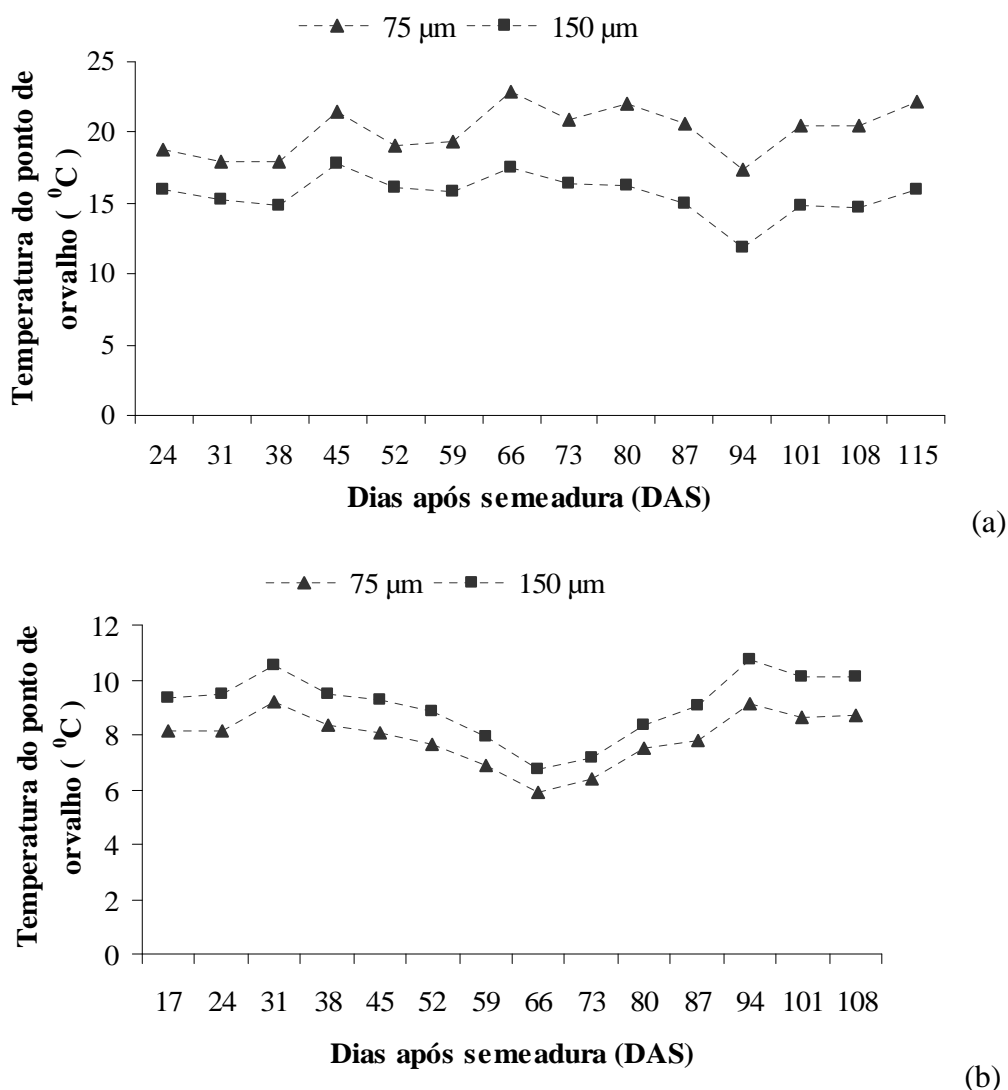 75 µm 150 µm
Temperatura do ponto de
orvalho ( ⁰C )
25
20
15
10
5
0
24 31 38 45 52 59 66 73 80 87 94 101 108 115
Dias após semeadura (DAS)
(a)
75 µm 150 µm
Temperatura do ponto de
orvalho ( ⁰C )
12
10
8
6
4
2
0
17 24 31 38 45 52 59 66 73 80 87 94 101 108
Dias após semeadura (DAS)
(b)